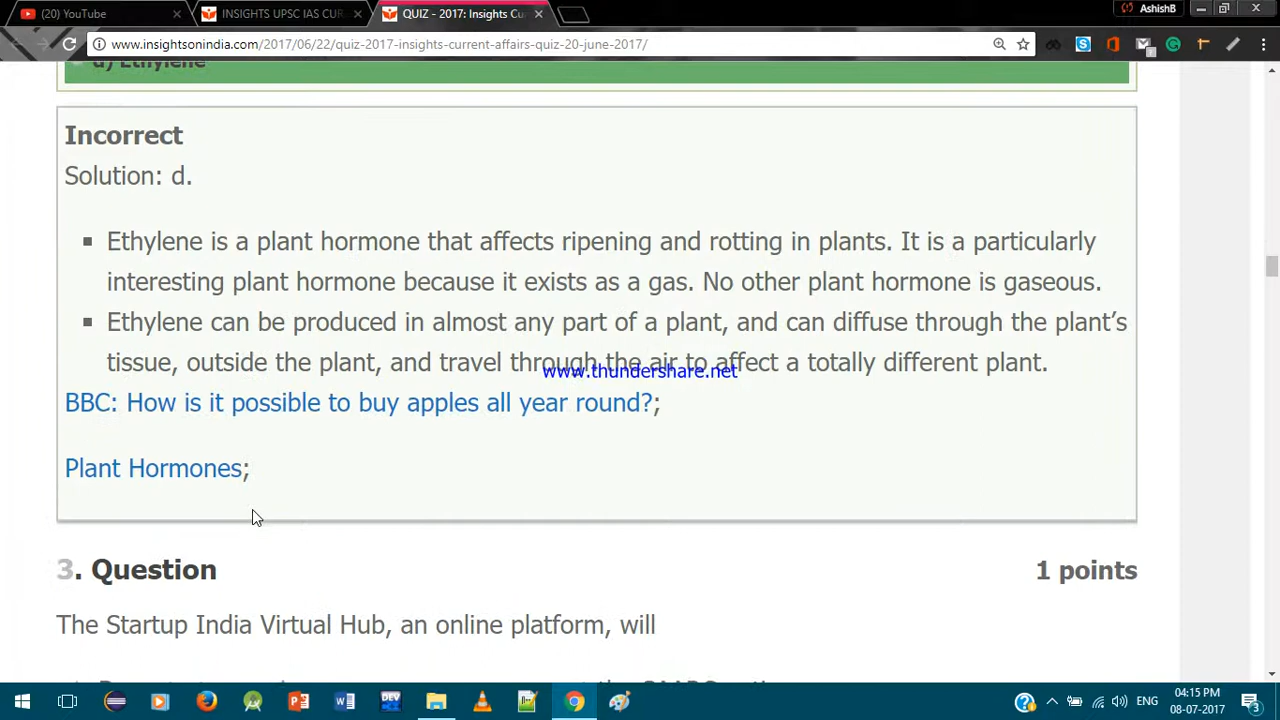 (20) YouTube
INSIGHTS UPSC IAS CUR
QUIZ - 2017: Insights Cu
AshishB
www.insightsonindia.com/2017/06/22/quiz-2017-insights-current-affairs-quiz-20-june-2017/
d) Ethylene
Incorrect
Solution: d.
Ethylene is a plant hormone that affects ripening and rotting in plants. It is a particularly
interesting plant hormone because it exists as a gas. No other plant hormone is gaseous.
Ethylene can be produced in almost any part of a plant, and can diffuse through the plant’s
tissue, outside the plant, and travel through the air to affect a totally different plant.
www.thundershare.net
BBC: How is it possible to buy apples all year round?;
Plant Hormones;
3. Question
1 points
The Startup India Virtual Hub, an online platform, will
ENG
04:15 PM
08-07-2017
3